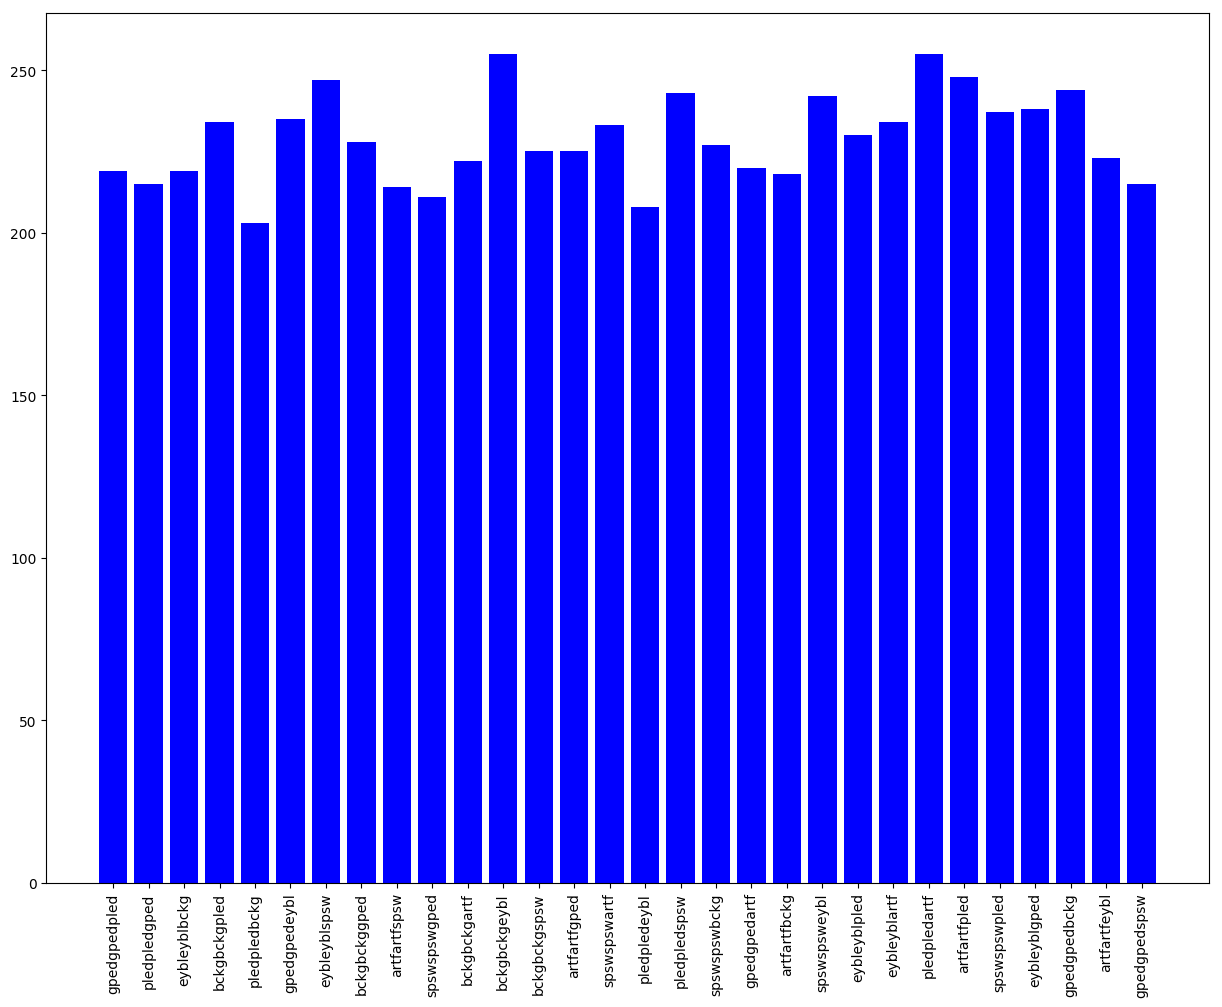 250
200
150
100
50
0
gpedgpedpled
pledpledgped
eybleyblbckg
bckgbckgpled
pledpledbckg
gpedgpedeybl
eybleyblspsw
bckgbckggped
artfartfspsw
spswspswgped
bckgbckgartf
bckgbckgeybl
bckgbckgspsw
artfartfgped
spswspswartf
pledpledeybl
pledpledspsw
spswspswbckg
gpedgpedartf
artfartfbckg
spswspsweybl
eybleyblpled
eybleyblartf
pledpledartf
artfartfpled
spswspswpled
eybleyblgped
gpedgpedbckg
artfartfeybl
gpedgpedspsw